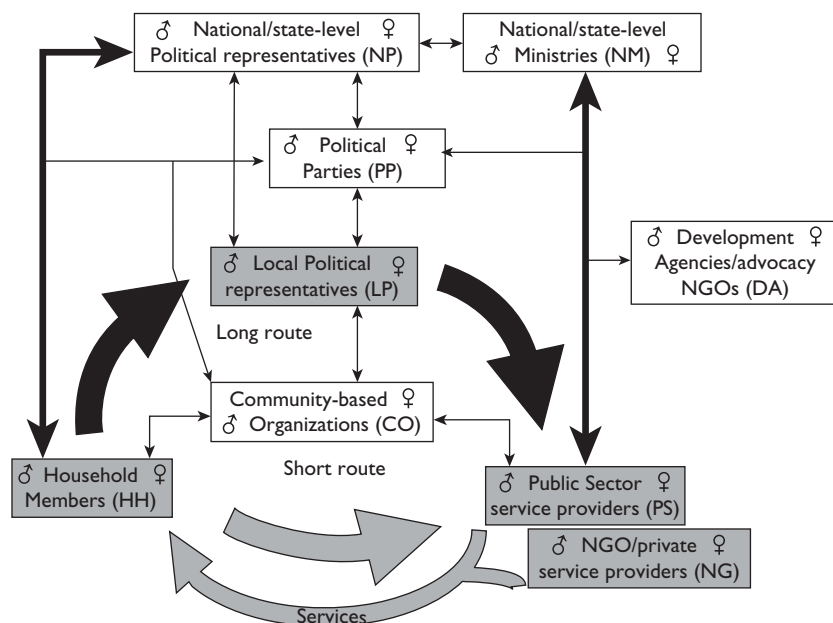 ♂ National/state-level ♀
Political representatives (NP)
National/state-level
♂ Ministries (NM) ♀
♂ Political ♀
Parties (PP)
♂ Local Political ♀
representatives (LP)
♂ Development ♀
Agencies/advocacy
NGOs (DA)
Long route
Community-based ♀
♂ Organizations (CO)
Short route
♂ Household ♀
Members (HH)
♂ Public Sector ♀
service providers (PS)
♂ NGO/private ♀
service providers (NG)
Services